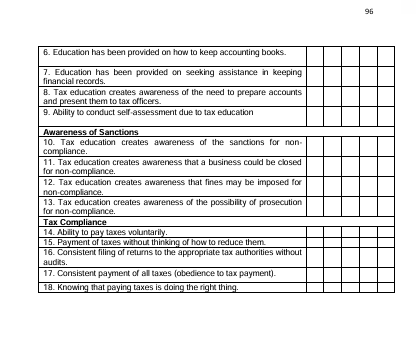 96
6. Education has been provided on how to keep accounting books.
7. Education has been provided on seeking assistance in keeping
financial records.
8. Tax education creates awareness of the need to prepare accounts
and present them to tax officers.
9. Ability to conduct self-assessment due to tax education
Awareness of Sanctions
10. Tax education creates awareness of the sanctions for non-
compliance.
11. Tax education creates awareness that a business could be closed
for non-compliance.
12. Tax education creates awareness that fines may be imposed for
non-compliance.
13. Tax education creates awareness of the possibility of prosecution
for non-compliance.
Tax Compliance
14. Ability to pay taxes voluntarily.
15. Payment of taxes without thinking of how to reduce them.
16. Consistent filing of returns to the appropriate tax authorities without
audits.
17. Consistent payment of all taxes (obedience to tax payment).
18. Knowing that paying taxes is doing the right thing.